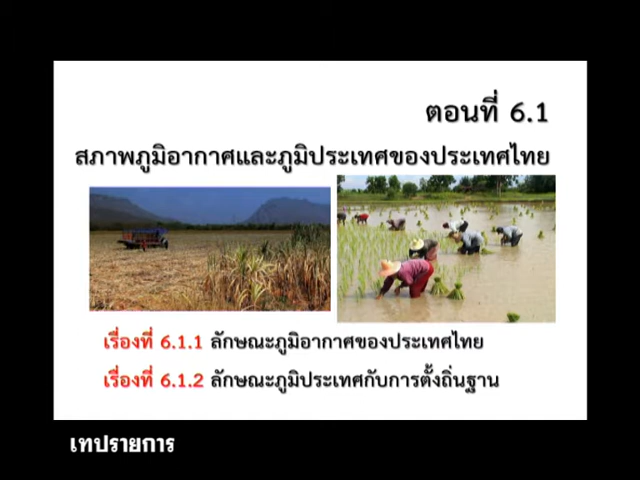 ตอนที่ 6.1
สภาพภูมิอากาศและภูมิประเทศของประเทศไทย
เรื่องที่ 6.1.1 ลักษณะภูมิอากาศของประเทศไทย
เรื่องที่ 6.1.2 ลักษณะภูมิประเทศกับการตั้งถิ่นฐาน
เทปรายการ